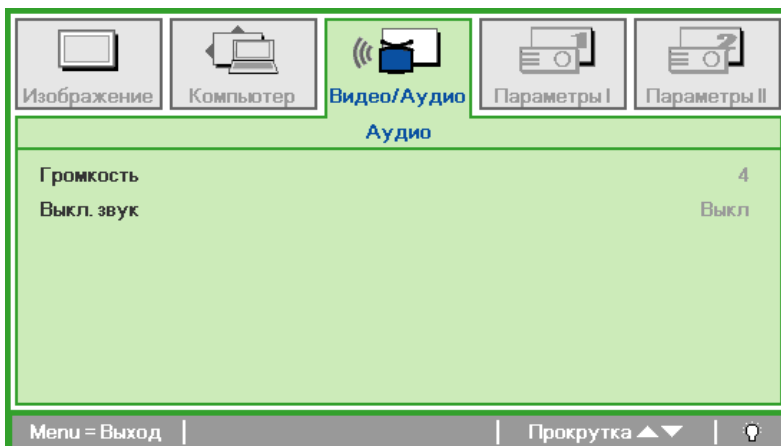 Изображение
Компьютер
Видео/Аудио
Параметры I
Параметры II
Аудио
Громкость 4
Выкл. звук Выкл
Menu = Выход Прокрутка ▲▼